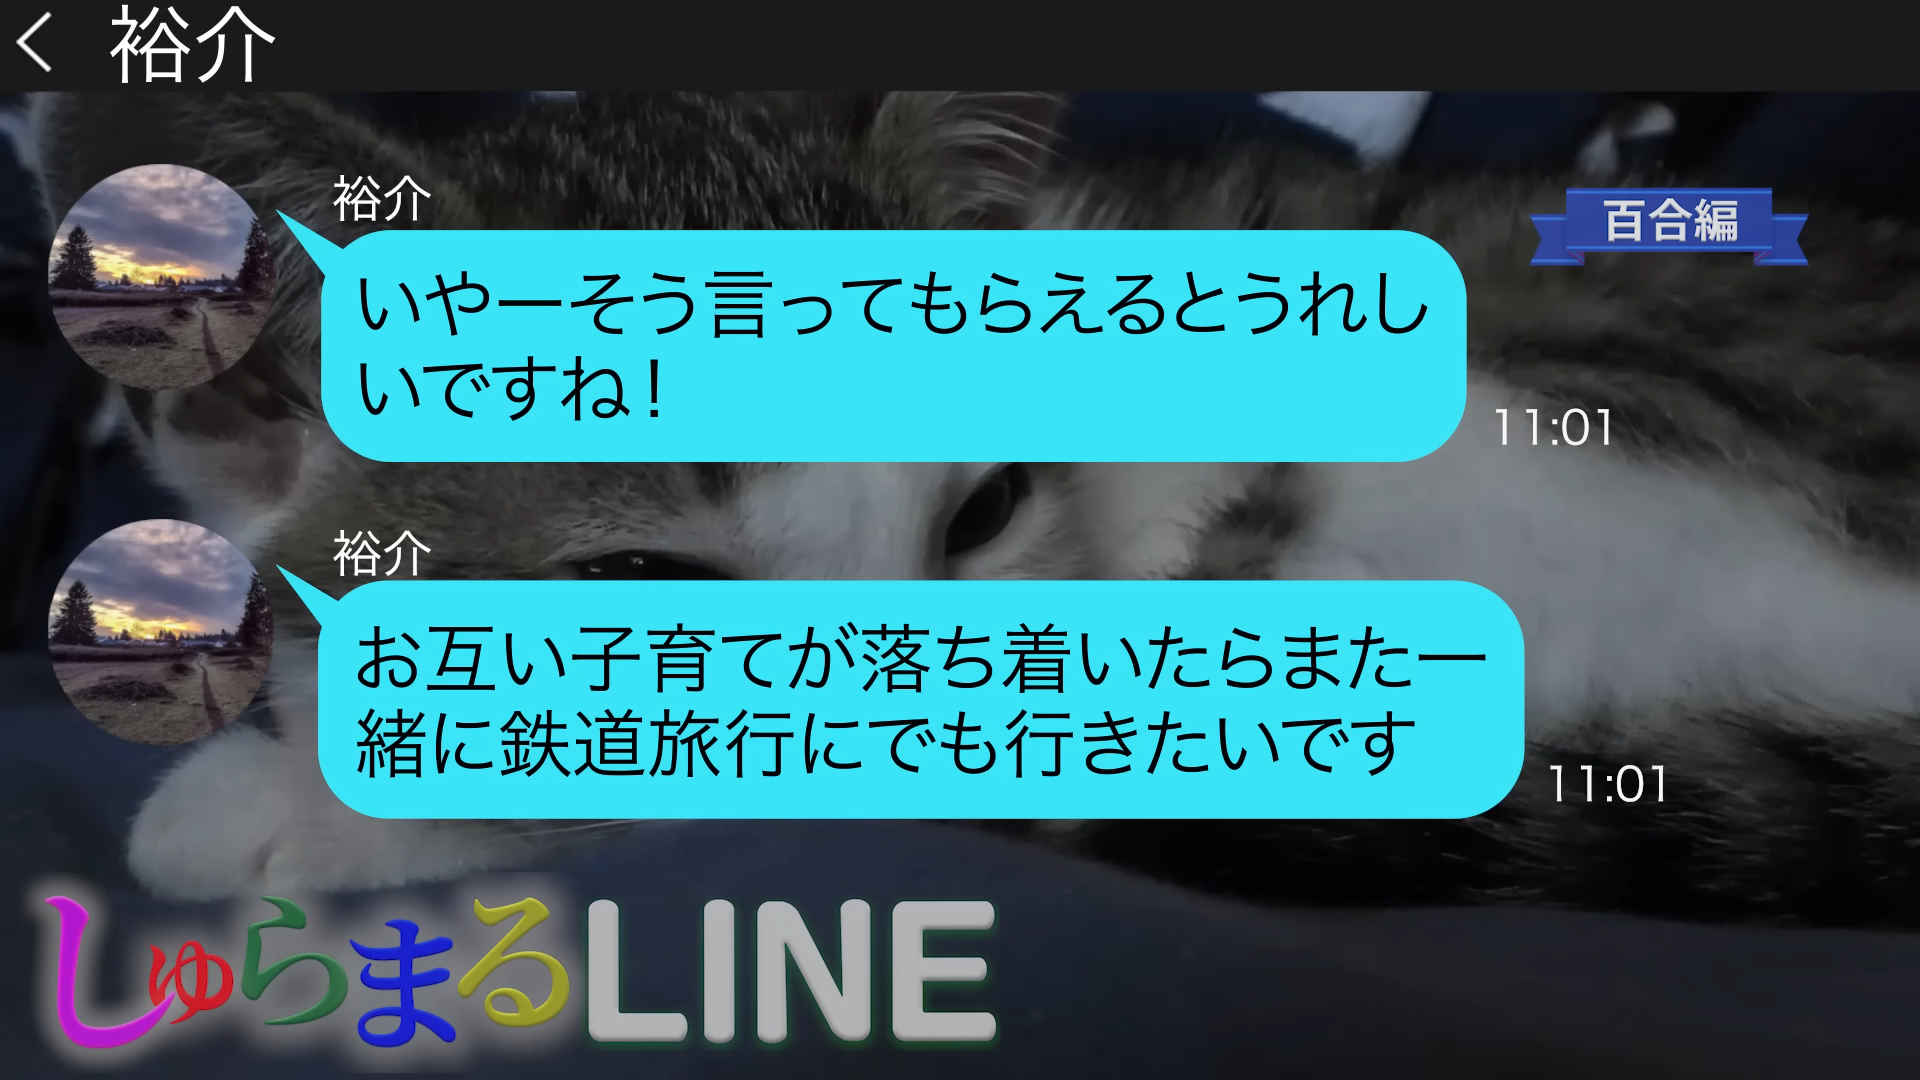 裕介
裕介
百合編
いやーそう言ってもらえるとうれし
いですね！
11:01
裕介
お互い子育てが落ち着いたらまた一
緒に鉄道旅行にでも行きたいです
11:01
しゅらまるLINE